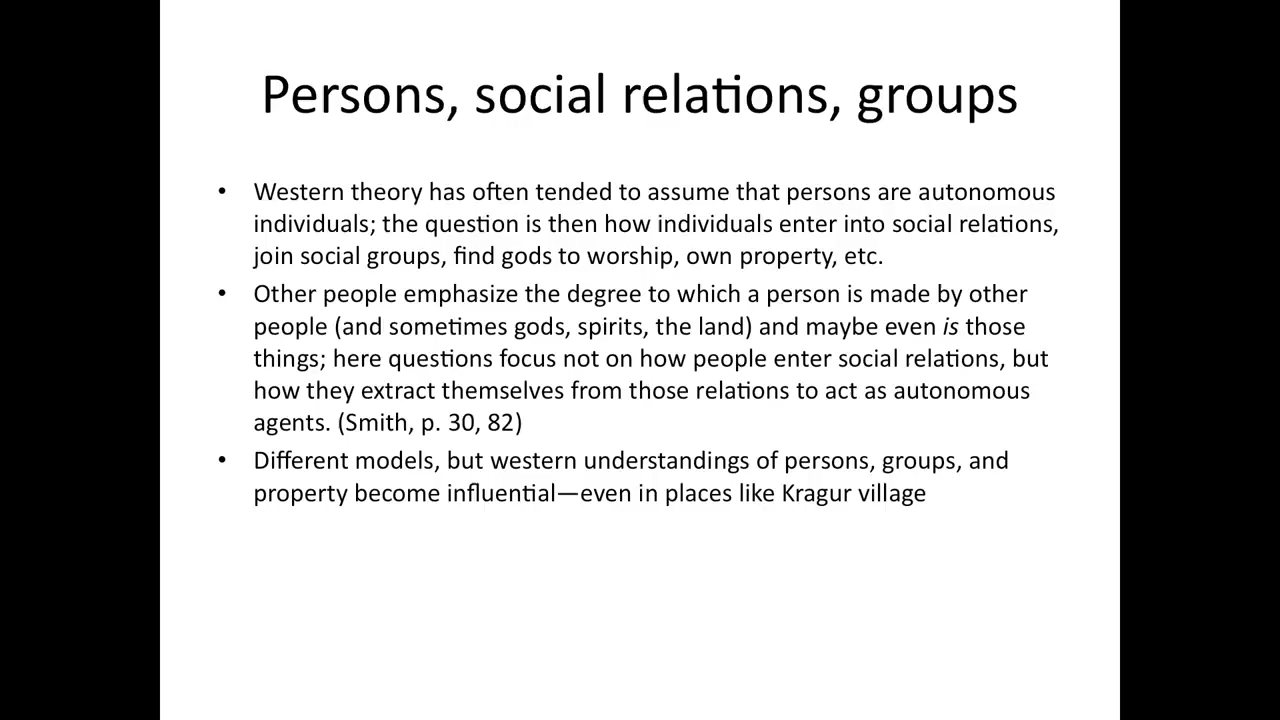 Persons, social relations, groups
• Western theory has often tended to assume that persons are autonomous
individuals; the question is then how individuals enter into social relations,
join social groups, find gods to worship, own property, etc.
• Other people emphasize the degree to which a person is made by other
people (and sometimes gods, spirits, the land) and maybe even is those
things; here questions focus not on how people enter social relations, but
how they extract themselves from those relations to act as autonomous
agents. (Smith, p. 30, 82)
• Different models, but western understandings of persons, groups, and
property become influential—even in places like Kragur village